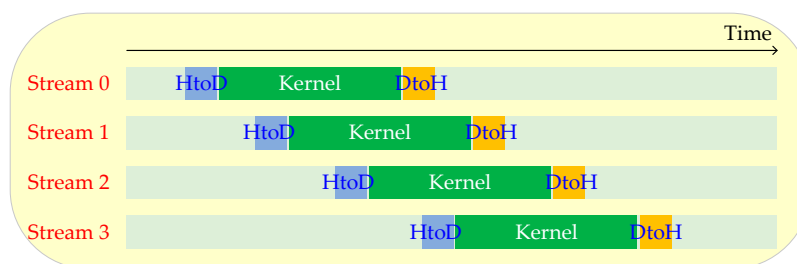 Time
Stream 0 HtoD Kernel DtoH
Stream 1 HtoD Kernel DtoH
Stream 2 HtoD Kernel DtoH
Stream 3 HtoD Kernel DtoH